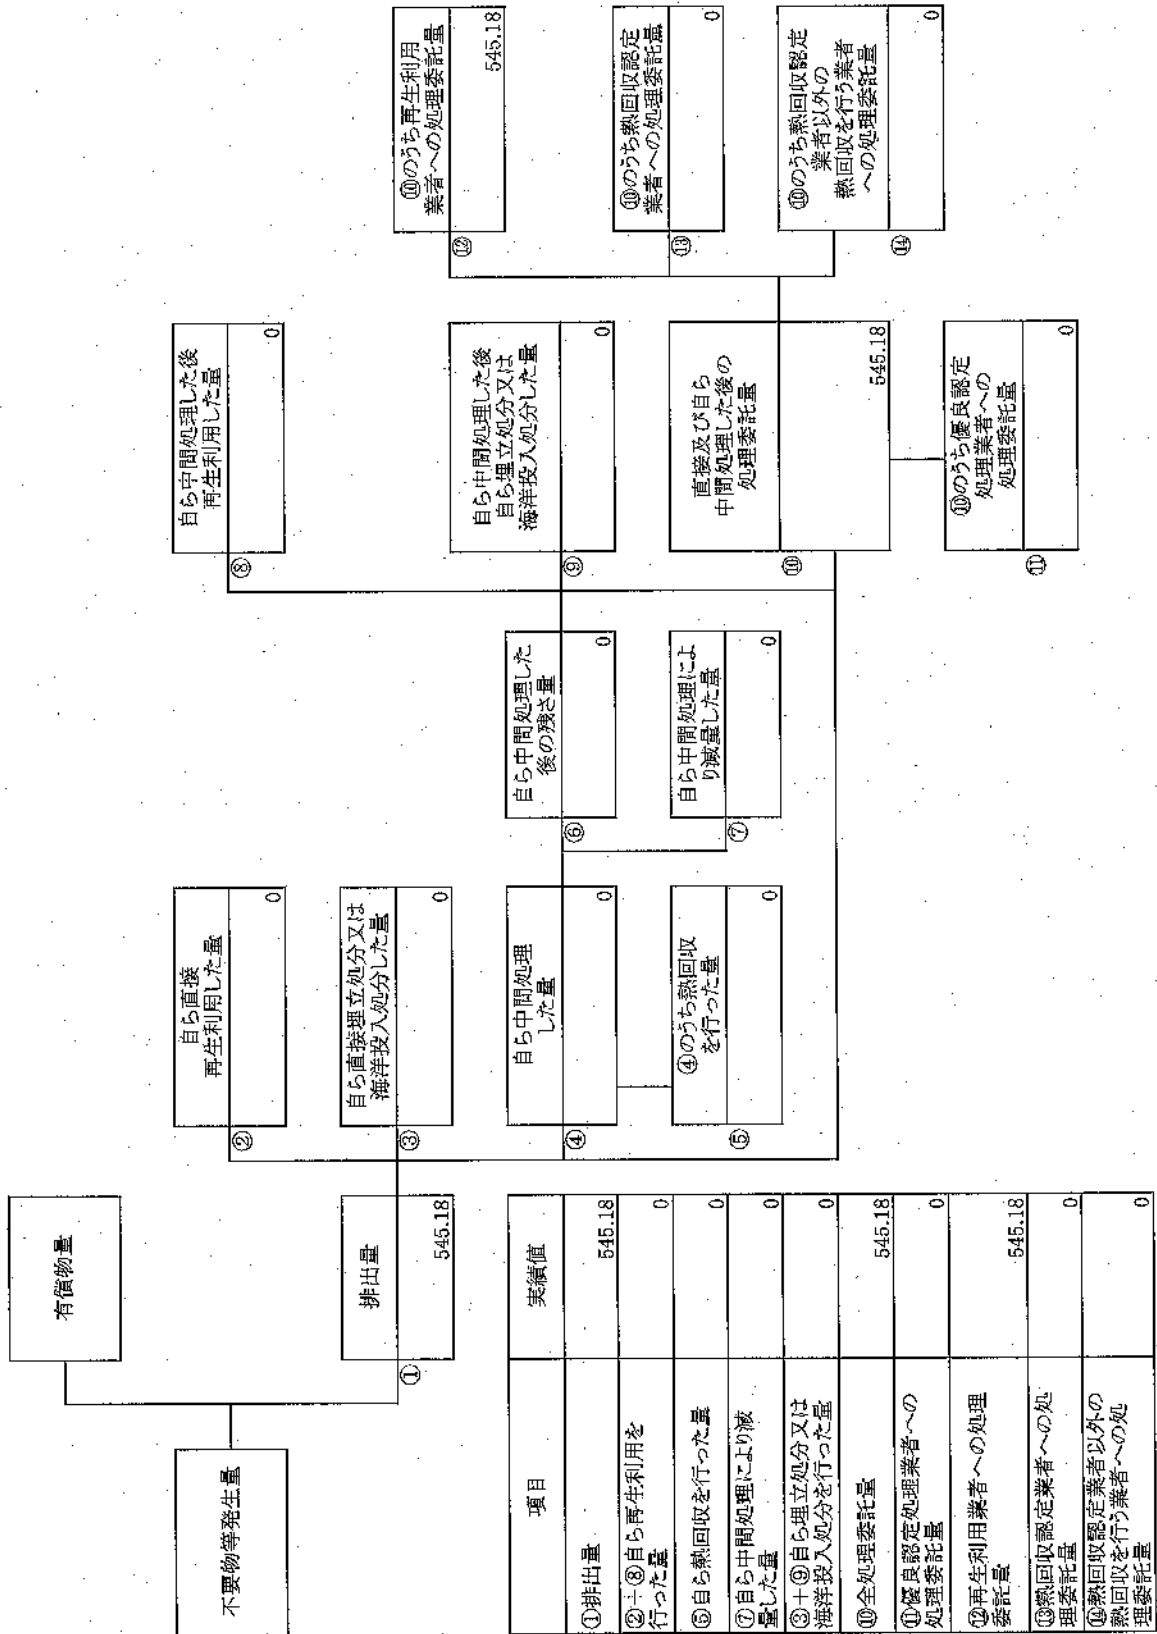 不要物等発生量
有償物量
排出量
①
545.18
自ら直接
再生利用した量
②
0
自ら直接埋立処分又は
海洋投入処分した量
③
0
自ら中間処理
した量
④
0
④のうち熱回収
を行った量
⑤
0
自ら中間処理した
後の残さ量
⑥
0
自ら中間処理によ
り減量した量
⑦
0
自ら中間処理した後
再生利用した量
⑧
0
自ら中間処理した後
自ら埋立処分又は
海洋投入処分した量
⑨
0
直接及び自ら
中間処理した後の
処理委託量
⑩
545.18
⑩のうち優良認定
処理業者への
処理委託量
⑪
0
⑩のうち再生利用
業者への処理委託量
⑫
545.18
⑩のうち熱回収認定
業者への処理委託量
⑬
0
⑩のうち熱回収認定
業者以外の
熱回収を行う業者
への処理委託量
⑭
0
項目 実績値
①排出量 545.18
②+⑧自ら再生利用を
行った量 0
⑤自ら熱回収を行った量 0
⑦自ら中間処理により減
量した量 0
③+⑨自ら埋立処分又は
海洋投入処分を行った量 0
⑩全処理委託量 545.18
⑪優良認定処理業者への
処理委託量 0
⑫再生利用業者への処理
委託量 545.18
⑬熱回収認定業者への処
理委託量 0
⑭熱回収認定業者以外の
熱回収を行う業者への処
理委託量 0